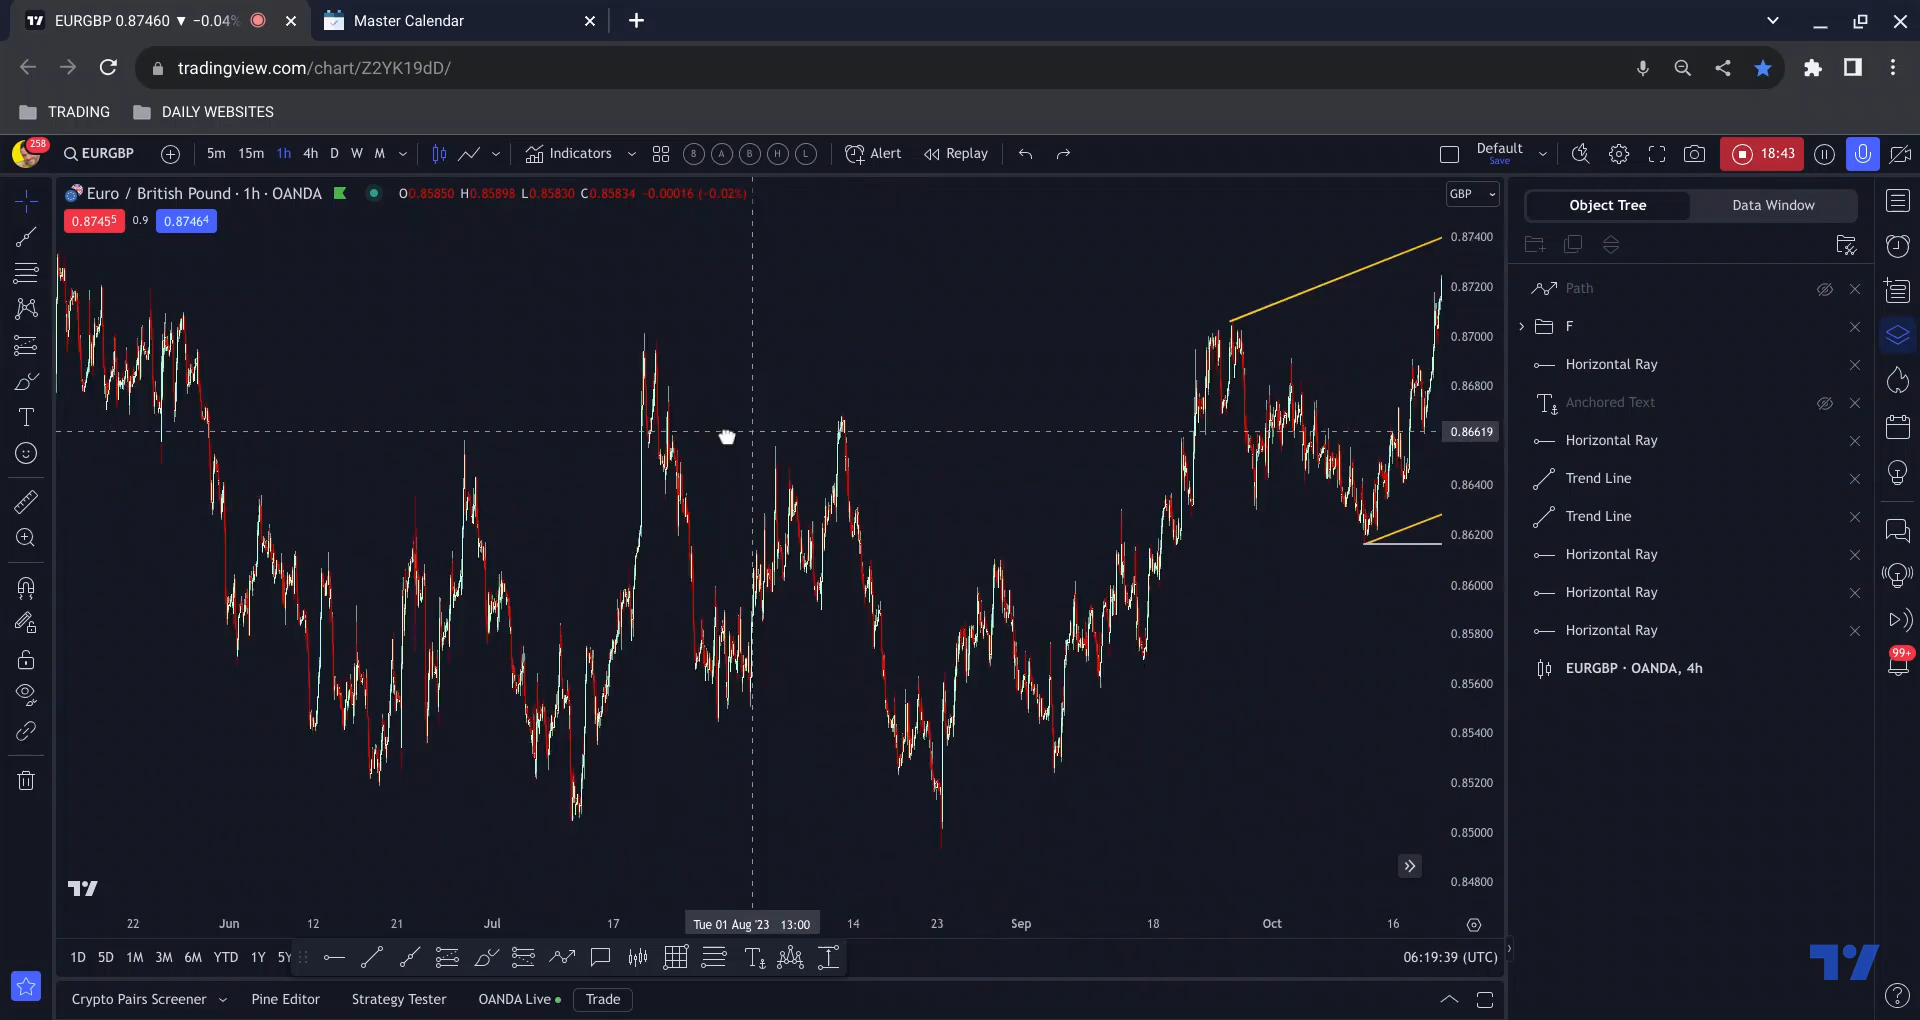 EURGBP 0.87460 ▼ −0.04%
Master Calendar
tradingview.com/chart/Z2YK19dD/
TRADING
DAILY WEBSITES
258
EURGBP
5m 15m 1h 4h D W M
Indicators
B A B H L
Alert
Replay
Default
Save
18:43
Euro / British Pound · 1h · OANDA
O0.85850 H0.85898 L0.85830 C0.85834 −0.00016 (−0.02%)
GBP
0.87455 0.9 0.87464
Object Tree
Data Window
Path
F
Horizontal Ray
Anchored Text
Horizontal Ray
Trend Line
Trend Line
Horizontal Ray
Horizontal Ray
Horizontal Ray
EURGBP · OANDA, 4h
99+
0.87400
0.87200
0.87000
0.86800
0.86619
0.86400
0.86200
0.86000
0.85800
0.85600
0.85400
0.85200
0.85000
0.84800
22 Jun 12 21 Jul 17 Tue 01 Aug '23 13:00 14 23 Sep 18 Oct 16
1D 5D 1M 3M 6M YTD 1Y 5Y
06:19:39 (UTC)
Crypto Pairs Screener
Pine Editor
Strategy Tester
OANDA Live
Trade